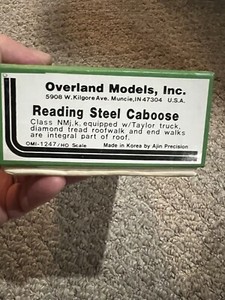 Overland Models, Inc.
5908 W. Kilgore Ave. Muncie, IN 47304 U.S.A.
Reading Steel Caboose
Class NMj,k, equipped w/Taylor truck,
diamond tread roofwalk and end walks
are integral part of roof.
OMI-1247/HO Scale Made in Korea by Ajin Precision